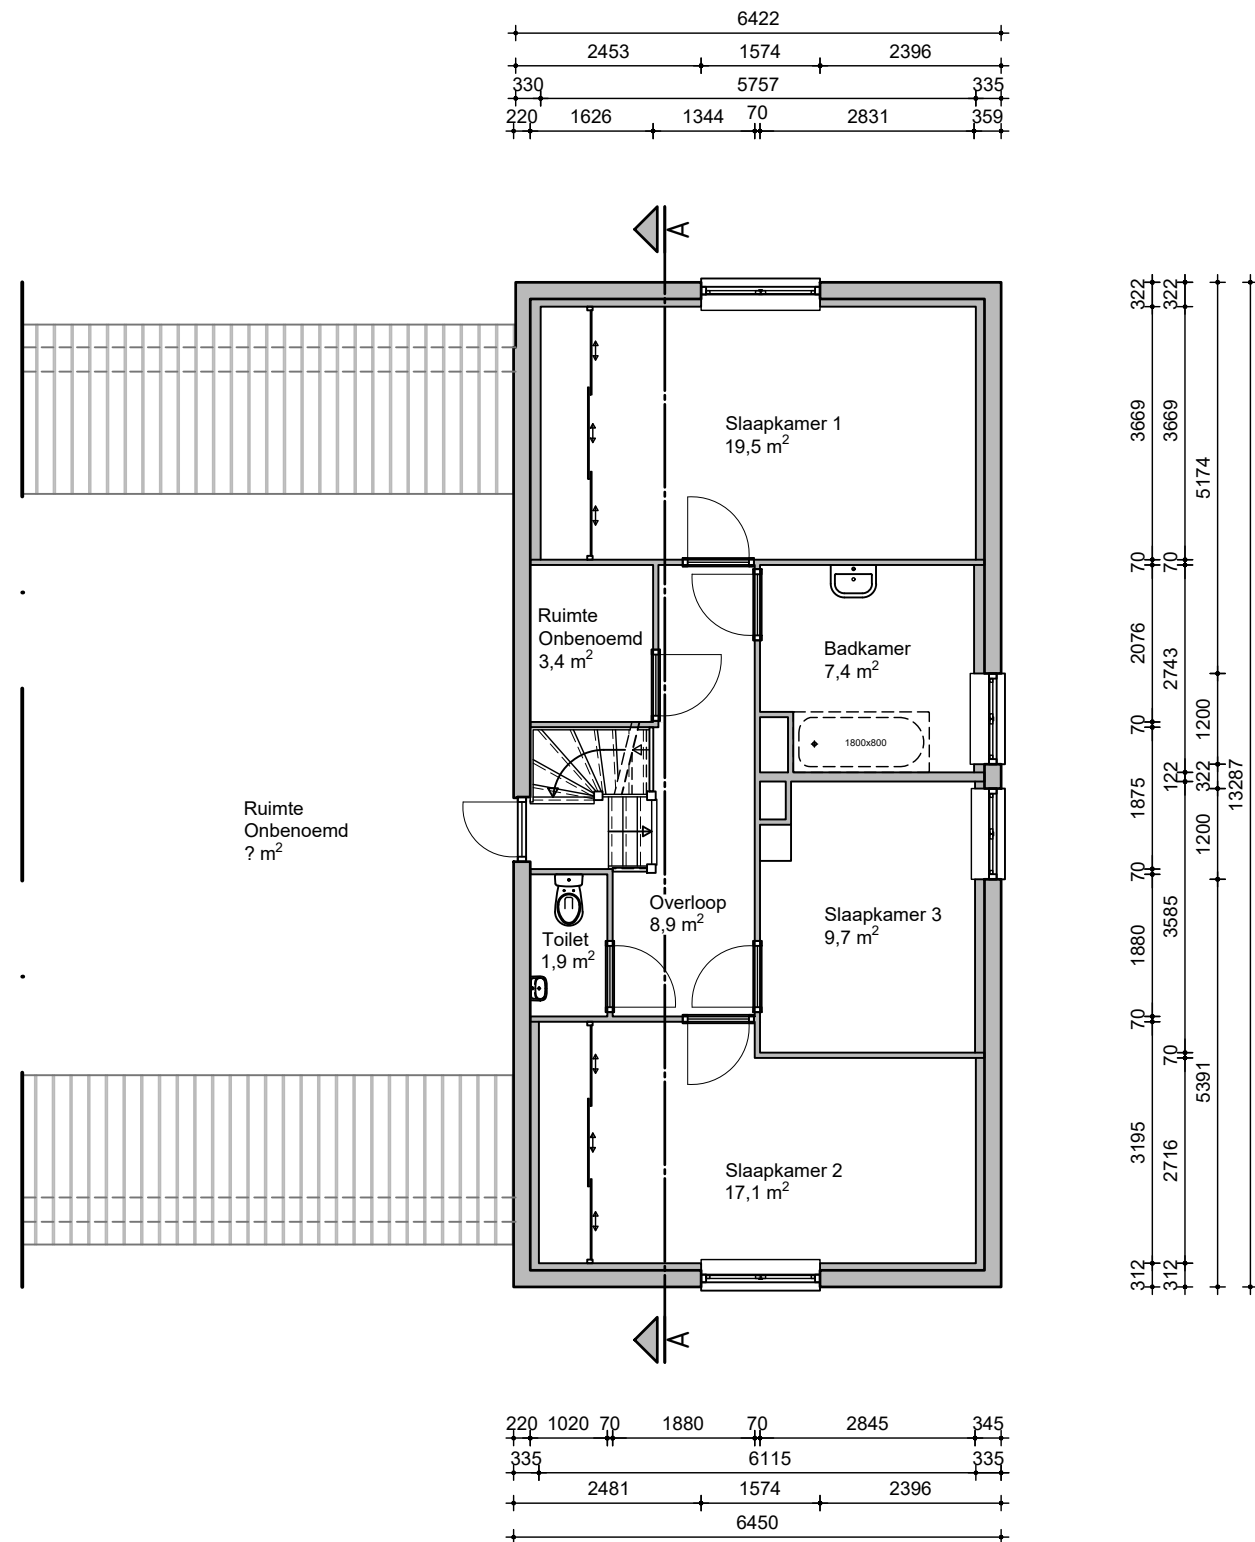 6422
2453 1574 2396
330 5757 335
220 1626 1344 70 2831 359
A
322 322
3669 3669
5174
Slaapkamer 1
19,5 m²
70 70
Ruimte
Onbenoemd
3,4 m²
Badkamer
7,4 m²
2076 2743
1200
70
1800x800
122 322
13287
Ruimte
Onbenoemd
? m²
1875
1200
70
Overloop
8,9 m²
Slaapkamer 3
9,7 m²
3585
Toilet
1,9 m²
1880
70
70
5391
Slaapkamer 2
17,1 m²
3195 2716
312 312
A
220 1020 70 1880 70 2845 345
335 6115 335
2481 1574 2396
6450